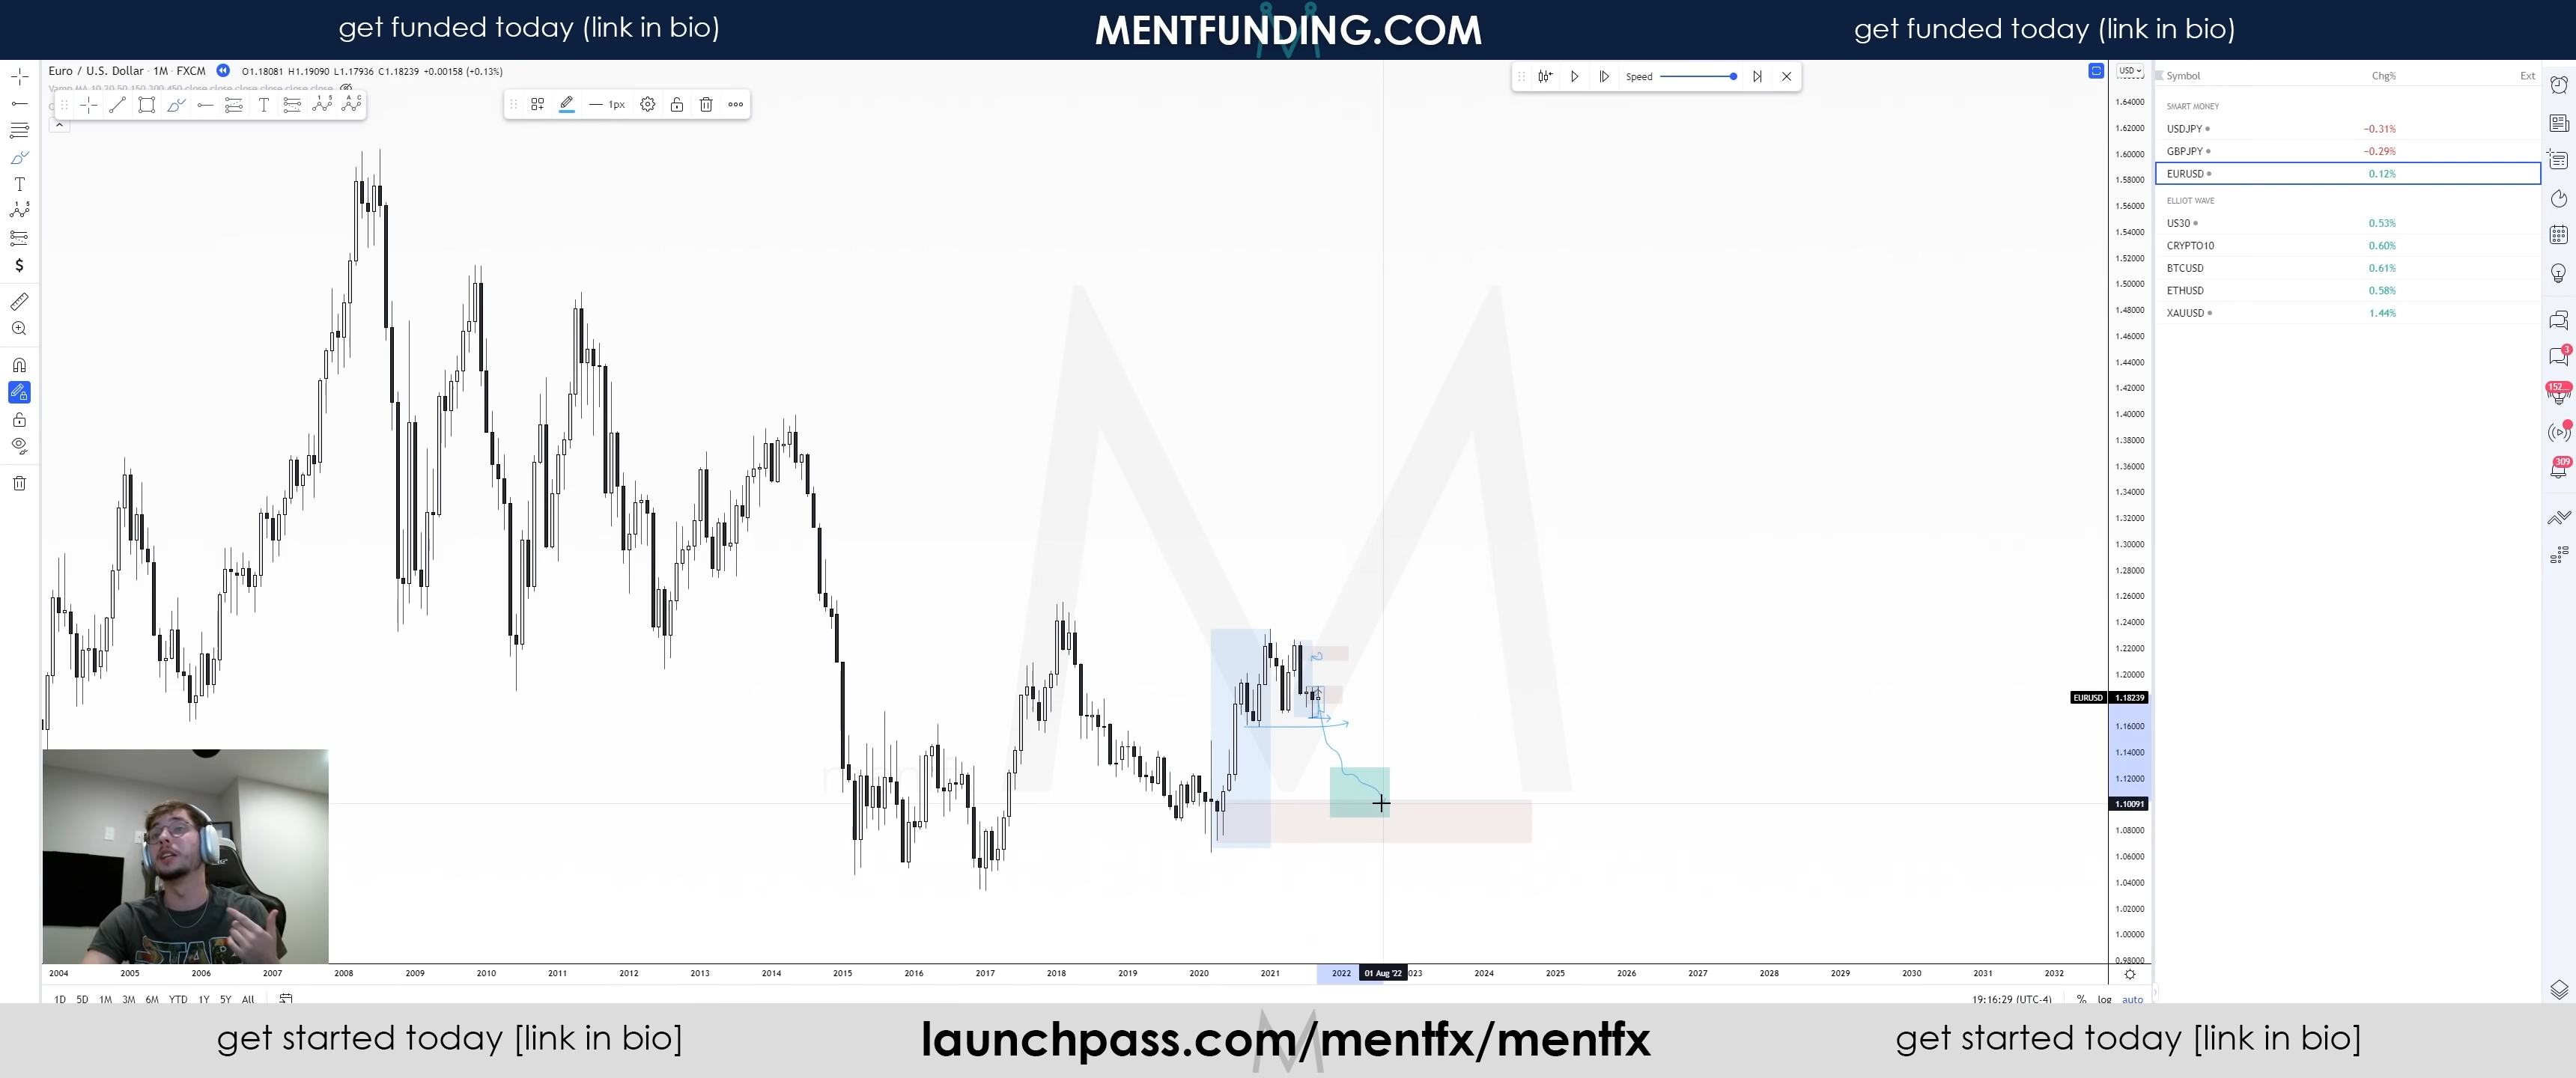 get funded today (link in bio)
MENTFUNDING.COM
get funded today (link in bio)
Euro / U.S. Dollar · 1M · FXCM
O1.18081 H1.19090 L1.17936 C1.18239 +0.00158 (+0.13%)
1px
Speed
USD
Symbol
Chg%
Ext
SMART MONEY
USDJPY
−0.31%
GBPJPY
−0.29%
EURUSD
0.12%
ELLIOT WAVE
US30
0.53%
CRYPTO10
0.60%
BTCUSD
0.61%
ETHUSD
0.58%
XAUUSD
1.44%
3
152...
309
1.64000
1.62000
1.60000
1.58000
1.56000
1.54000
1.52000
1.50000
1.48000
1.46000
1.44000
1.42000
1.40000
1.38000
1.36000
1.34000
1.32000
1.30000
1.28000
1.26000
1.24000
1.22000
1.20000
EURUSD 1.18239
1.16000
1.14000
1.12000
1.10091
1.08000
1.06000
1.04000
1.02000
1.00000
0.98000
2004 2005 2006 2007 2008 2009 2010 2011 2012 2013 2014 2015 2016 2017 2018 2019 2020 2021 2022 01 Aug '22 023 2024 2025 2026 2027 2028 2029 2030 2031 2032
1D 5D 1M 3M 6M YTD 1Y 5Y All
19:16:29 (UTC-4) % log auto
get started today [link in bio]
launchpass.com/mentfx/mentfx
get started today [link in bio]